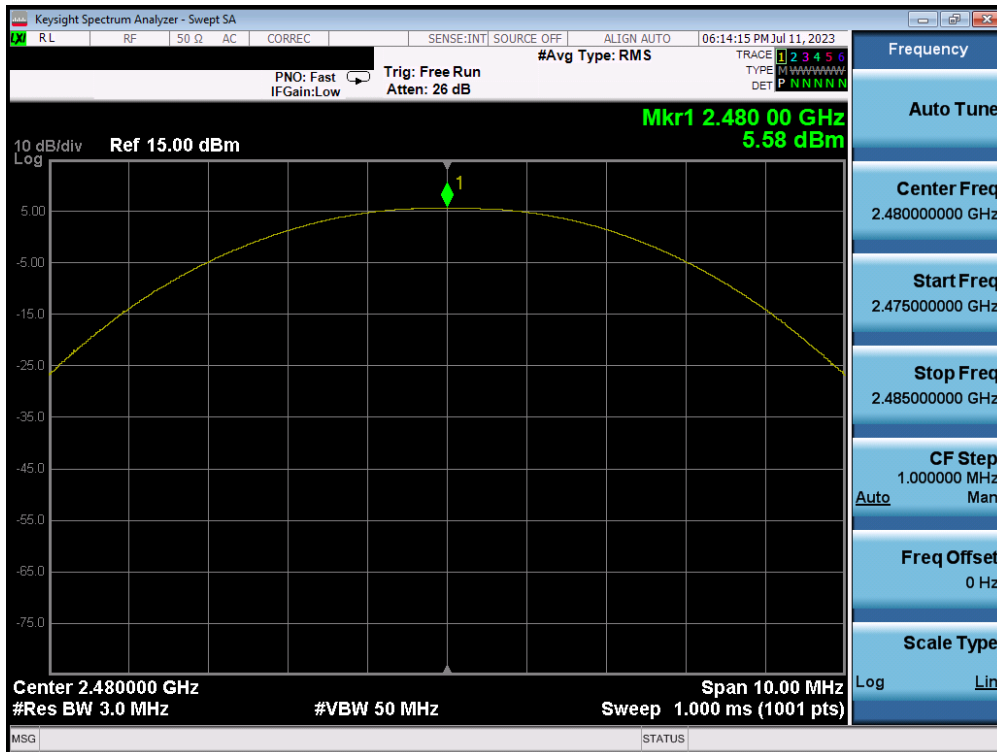 Keysight Spectrum Analyzer - Swept SA
LXI RL RF 50 Ω AC CORREC SENSE:INT SOURCE OFF ALIGN AUTO 06:14:15 PM Jul 11, 2023
#Avg Type: RMS
TRACE 1 2 3 4 5 6
PNO: Fast Trig: Free Run
TYPE M WWWWW
IFGain:Low Atten: 26 dB
DET P N N N N N
Mkr1 2.480 00 GHz
5.58 dBm
10 dB/div Ref 15.00 dBm
Log
1
5.00
-5.00
-15.0
-25.0
-35.0
-45.0
-55.0
-65.0
-75.0
Center 2.480000 GHz Span 10.00 MHz
#Res BW 3.0 MHz #VBW 50 MHz Sweep 1.000 ms (1001 pts)
MSG STATUS
Frequency
Auto Tune
Center Freq
2.480000000 GHz
Start Freq
2.475000000 GHz
Stop Freq
2.485000000 GHz
CF Step
1.000000 MHz
Auto Man
Freq Offset
0 Hz
Scale Type
Log Lin